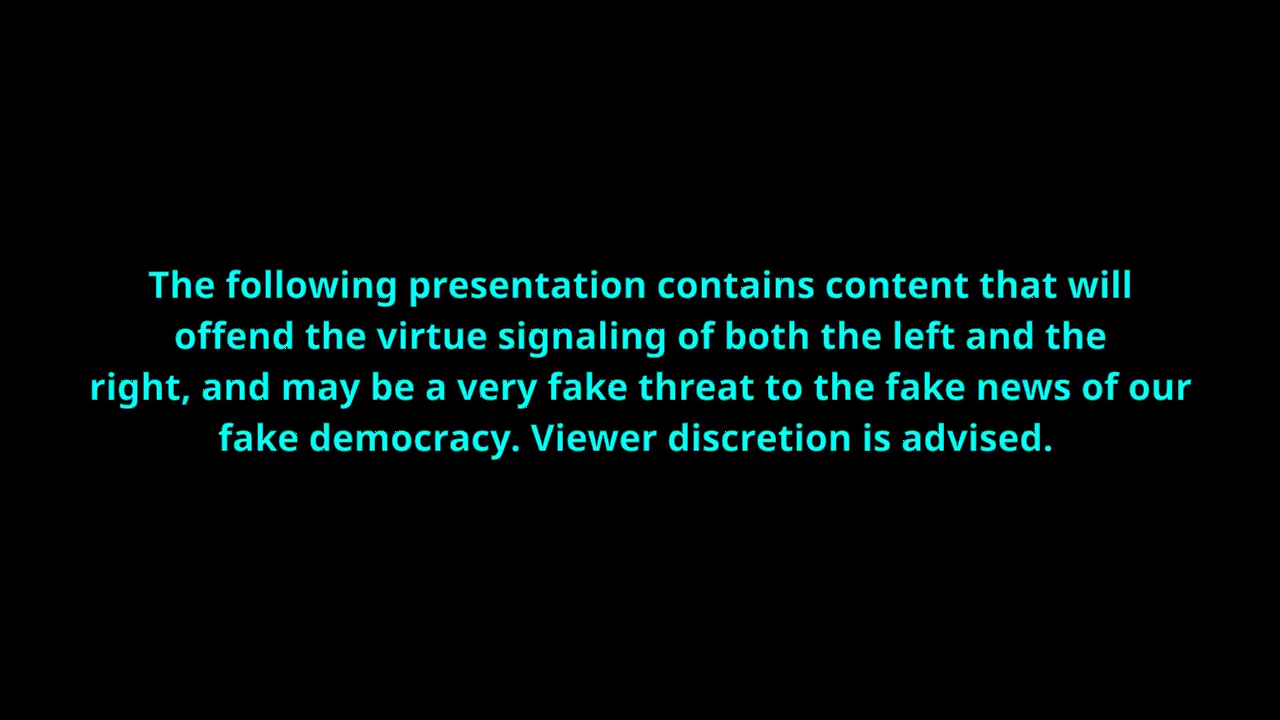 The following presentation contains content that will
offend the virtue signaling of both the left and the
right, and may be a very fake threat to the fake news of our
fake democracy. Viewer discretion is advised.